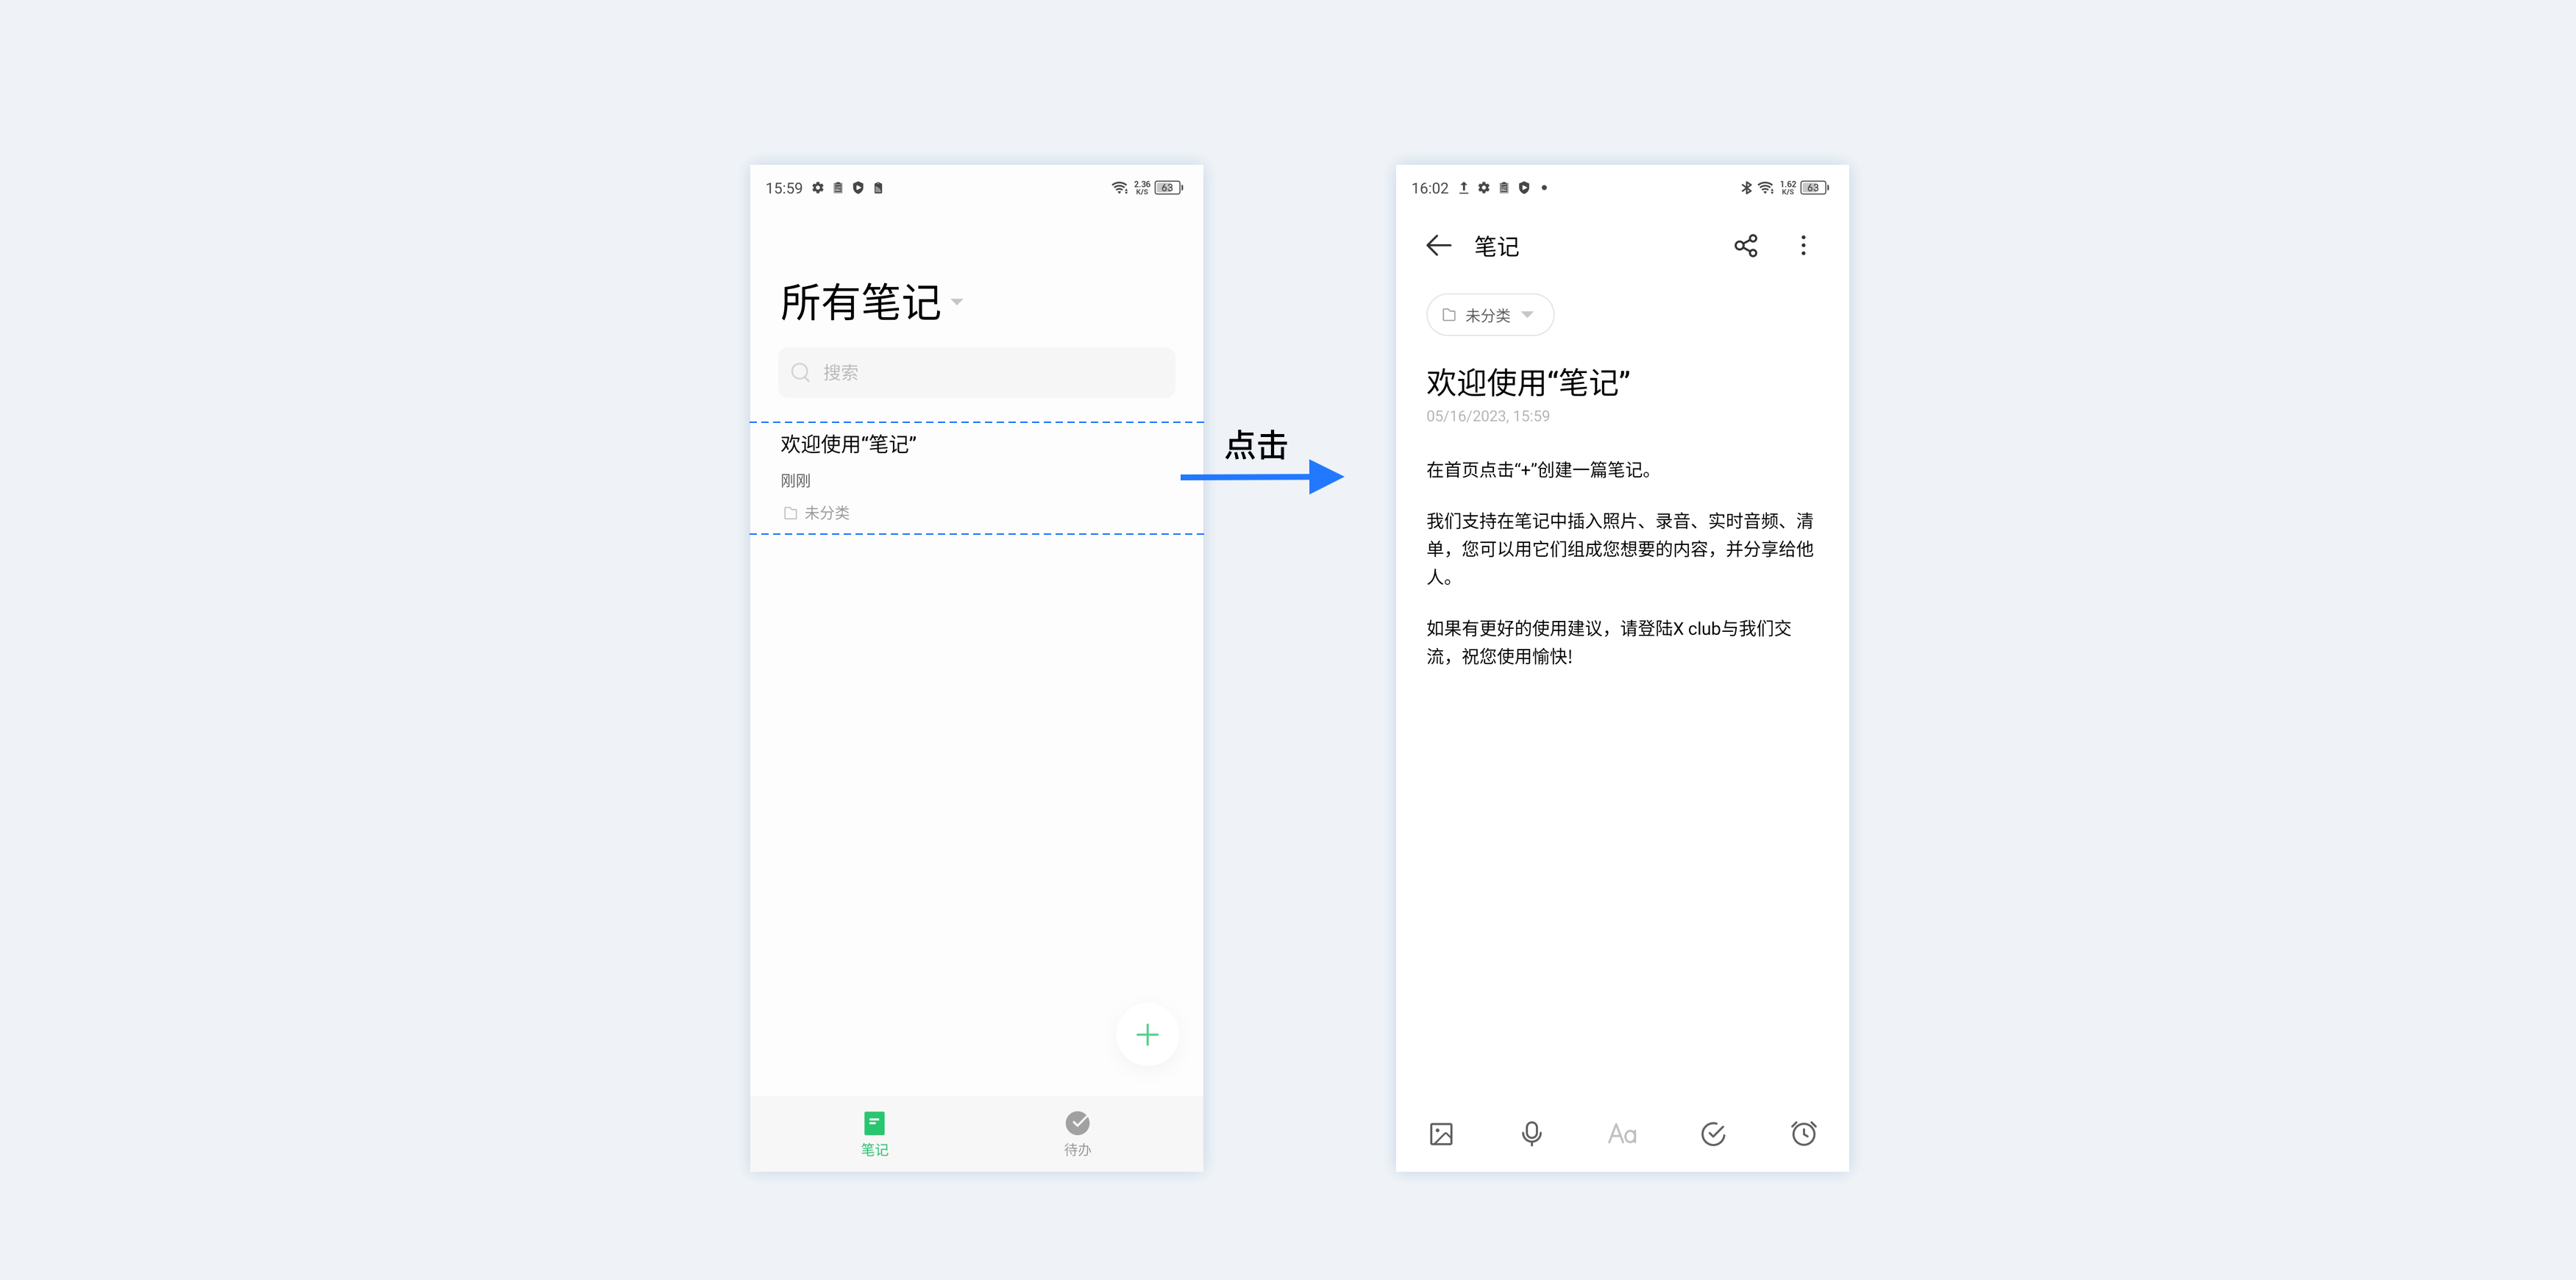 15:59
2.36
K/S
63
所有笔记
搜索
欢迎使用“笔记”
刚刚
未分类
笔记
待办
点击
16:02
1.62
K/S
63
笔记
未分类
欢迎使用“笔记”
05/16/2023, 15:59
在首页点击“+”创建一篇笔记。
我们支持在笔记中插入照片、录音、实时音频、清
单，您可以用它们组成您想要的内容，并分享给他
人。
如果有更好的使用建议，请登陆X club与我们交
流，祝您使用愉快!
Aa